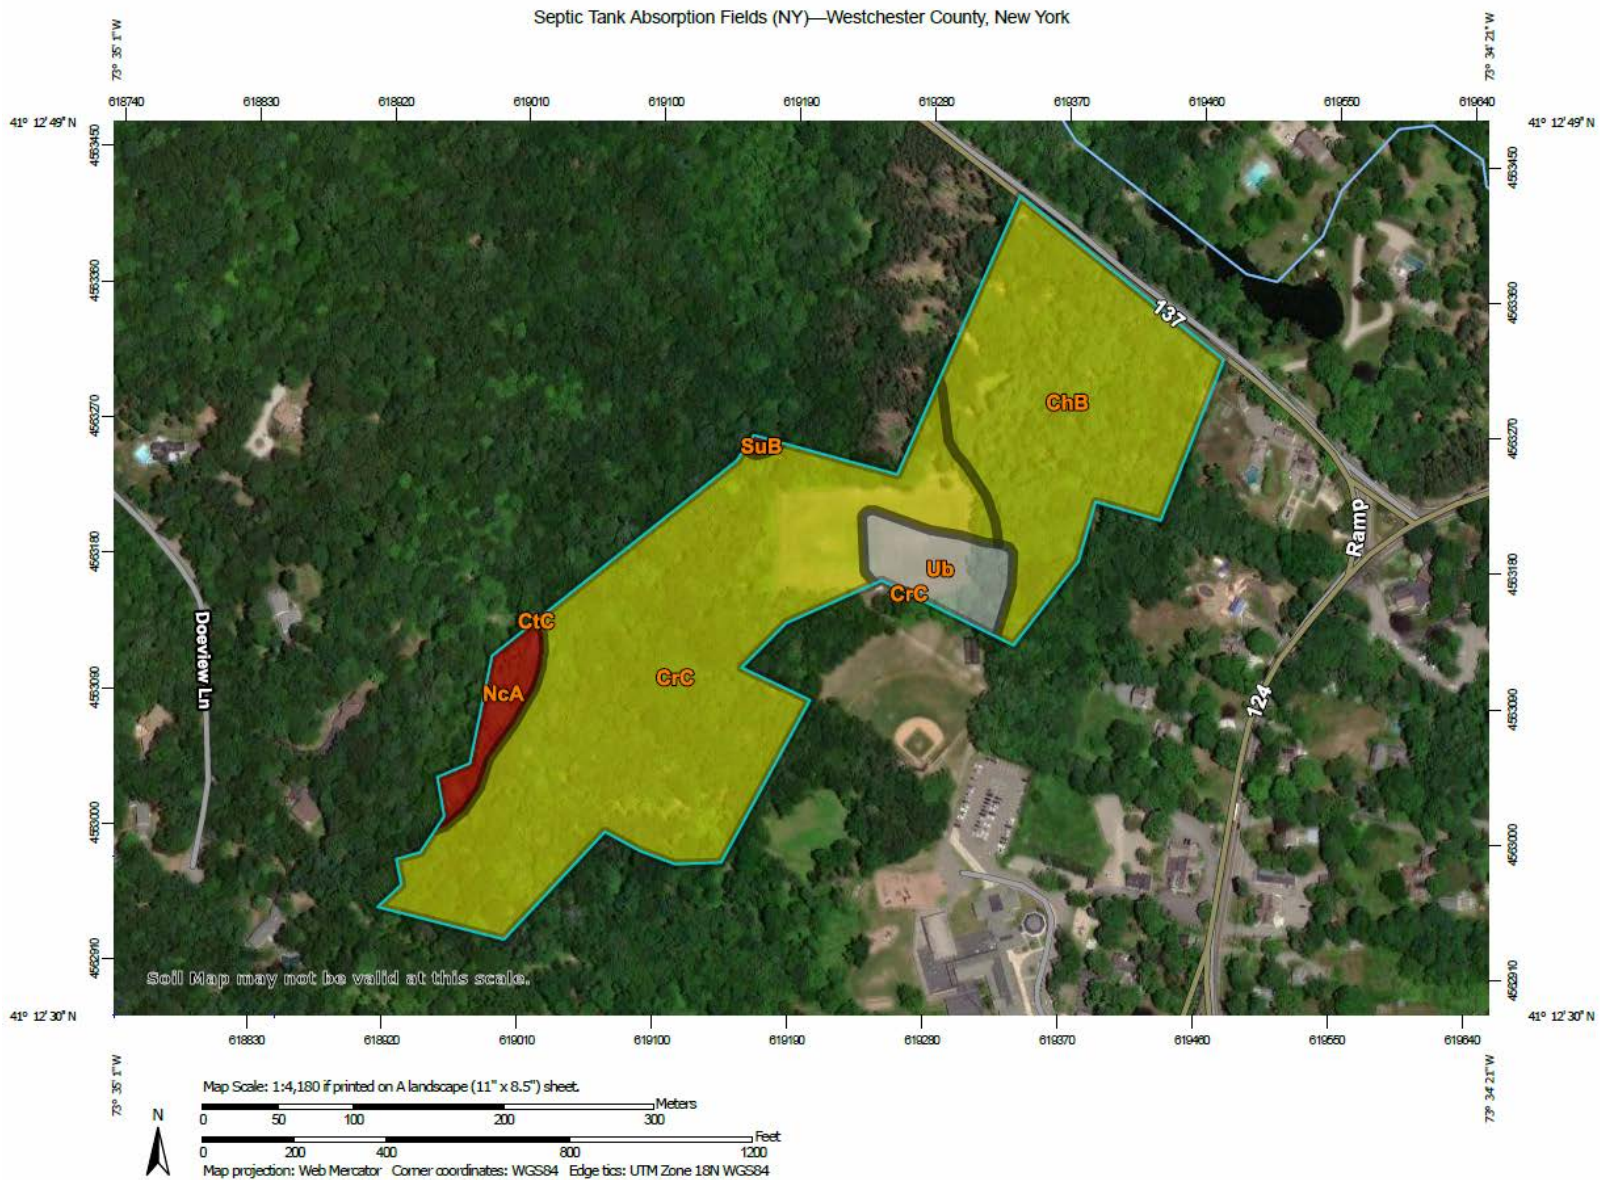 Septic Tank Absorption Fields (NY)—Westchester County, New York
73° 35' 1" W
73° 34' 21" W
618740 618830 618920 619010 619100 619190 619280 619370 619460 619550 619640
41° 12' 49" N
41° 12' 49" N
4563450
4563450
137
4563360
4563360
ChB
4563270
4563270
SuB
Ramp
4563180
4563180
Ub
CrC
CtC
Doeview Ln
CrC
NcA
4563090
4563090
124
4563000
4563000
4562910
4562910
Soil Map may not be valid at this scale.
41° 12' 30" N
41° 12' 30" N
618830 618920 619010 619100 619190 619280 619370 619460 619550 619640
73° 35' 1" W
73° 34' 21" W
Map Scale: 1:4,180 if printed on A landscape (11" x 8.5") sheet.
N
Meters
0 50 100 200 300
Feet
0 200 400 800 1200
Map projection: Web Mercator Corner coordinates: WGS84 Edge tics: UTM Zone 18N WGS84